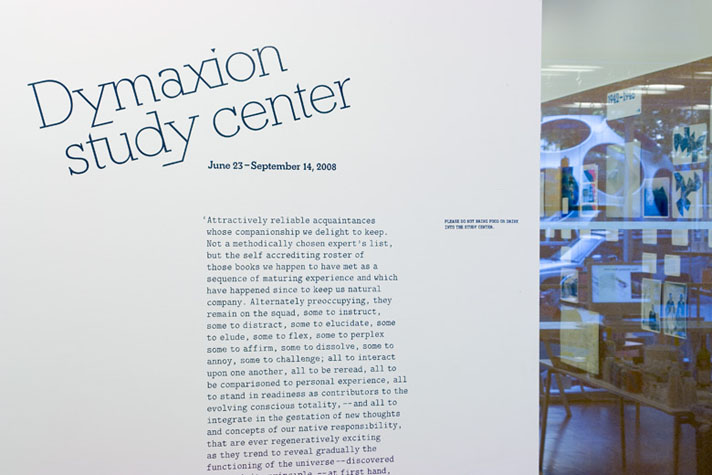 Dymaxion
study center
June 23–September 14, 2008
'Attractively reliable acquaintances
whose companionship we delight to keep.
Not a methodically chosen expert's list,
but the self accrediting roster of
those books we happen to have met as a
sequence of maturing experience and which
have happened since to keep us natural
company. Alternately preoccupying, they
remain on the squad, some to instruct,
some to distract, some to elucidate, some
to elude, some to flex, some to perplex
some to affirm, some to dissolve, some to
annoy, some to challenge; all to interact
upon one another, all to be reread, all to
be comparisoned to personal experience, all
to stand in readiness as contributors to the
evolving conscious totality,--and all to
integrate in the gestation of new thoughts
and concepts of our native responsibility,
that are ever regeneratively exciting
as they trend to reveal gradually the
functioning of the universe--discovered
principle,--at first hand,
PLEASE DO NOT BRING FOOD OR DRINK
INTO THE STUDY CENTER.